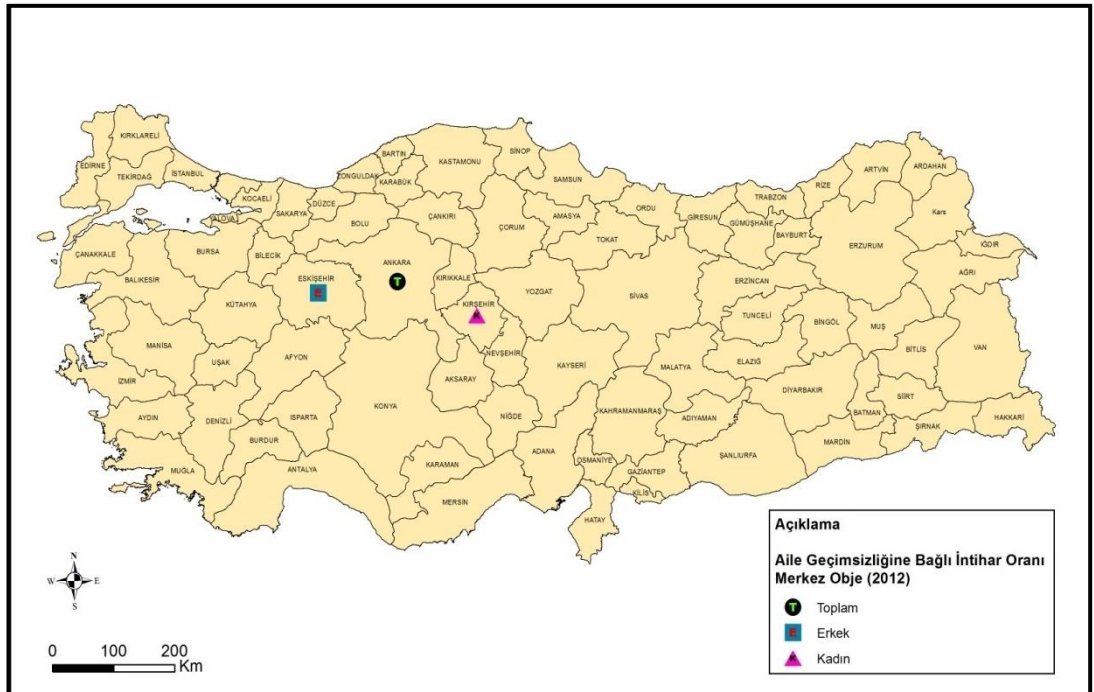 KIRKLARELİ
EDİRNE
TEKİRDAĞ
İSTANBUL
KOCAELİ
YALOVA
SAKARYA
DÜZCE
ZONGULDAK
BARTIN
KARABÜK
KASTAMONU
SİNOP
SAMSUN
BOLU
ÇANKIRI
ÇORUM
AMASYA
ORDU
TOKAT
GİRESUN
TRABZON
GÜMÜŞHANE
BAYBURT
RİZE
ARTVİN
ARDAHAN
Kars
IĞDIR
ERZURUM
AĞRI
ÇANAKKALE
BALIKESİR
BURSA
BİLECİK
ESKİŞEHİR
E
ANKARA
T
KIRIKKALE
KIRŞEHİR
K
YOZGAT
SİVAS
ERZİNCAN
TUNCELİ
BİNGÖL
MUŞ
BİTLİS
VAN
KÜTAHYA
MANİSA
UŞAK
AFYON
NEVŞEHİR
KAYSERİ
MALATYA
ELAZIĞ
DİYARBAKIR
SİİRT
BATMAN
HAKKARİ
ŞIRNAK
İZMİR
AYDIN
DENİZLİ
ISPARTA
BURDUR
KONYA
AKSARAY
NİĞDE
KAHRAMANMARAŞ
ADIYAMAN
MARDİN
ŞANLIURFA
MUĞLA
ANTALYA
KARAMAN
MERSİN
ADANA
OSMANİYE
GAZİANTEP
KİLİS
HATAY
Açıklama
Aile Geçimsizliğine Bağlı İntihar Oranı
Merkez Obje (2012)
T Toplam
E Erkek
K Kadın
N
W E
S
0 100 200
Km